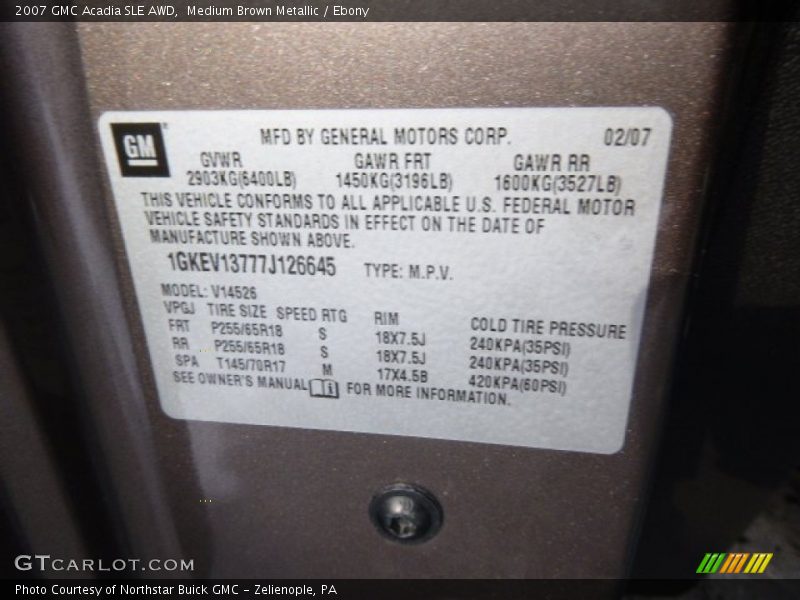 2007 GMC Acadia SLE AWD, Medium Brown Metallic / Ebony
GM
MFD BY GENERAL MOTORS CORP. 02/07
GVWR GAWR FRT GAWR RR
2903KG(6400LB) 1450KG(3196LB) 1600KG(3527LB)
THIS VEHICLE CONFORMS TO ALL APPLICABLE U.S. FEDERAL MOTOR
VEHICLE SAFETY STANDARDS IN EFFECT ON THE DATE OF
MANUFACTURE SHOWN ABOVE.
1GKEV13777J126645 TYPE: M.P.V.
MODEL: V14526
VPGJ TIRE SIZE SPEED RTG RIM COLD TIRE PRESSURE
FRT P255/65R18 S 18X7.5J 240KPA(35PSI)
RR P255/65R18 S 18X7.5J 240KPA(35PSI)
SPA T145/70R17 M 17X4.5B 420KPA(60PSI)
SEE OWNER'S MANUAL i FOR MORE INFORMATION.
GTCARLOT.COM
Photo Courtesy of Northstar Buick GMC - Zelienople, PA